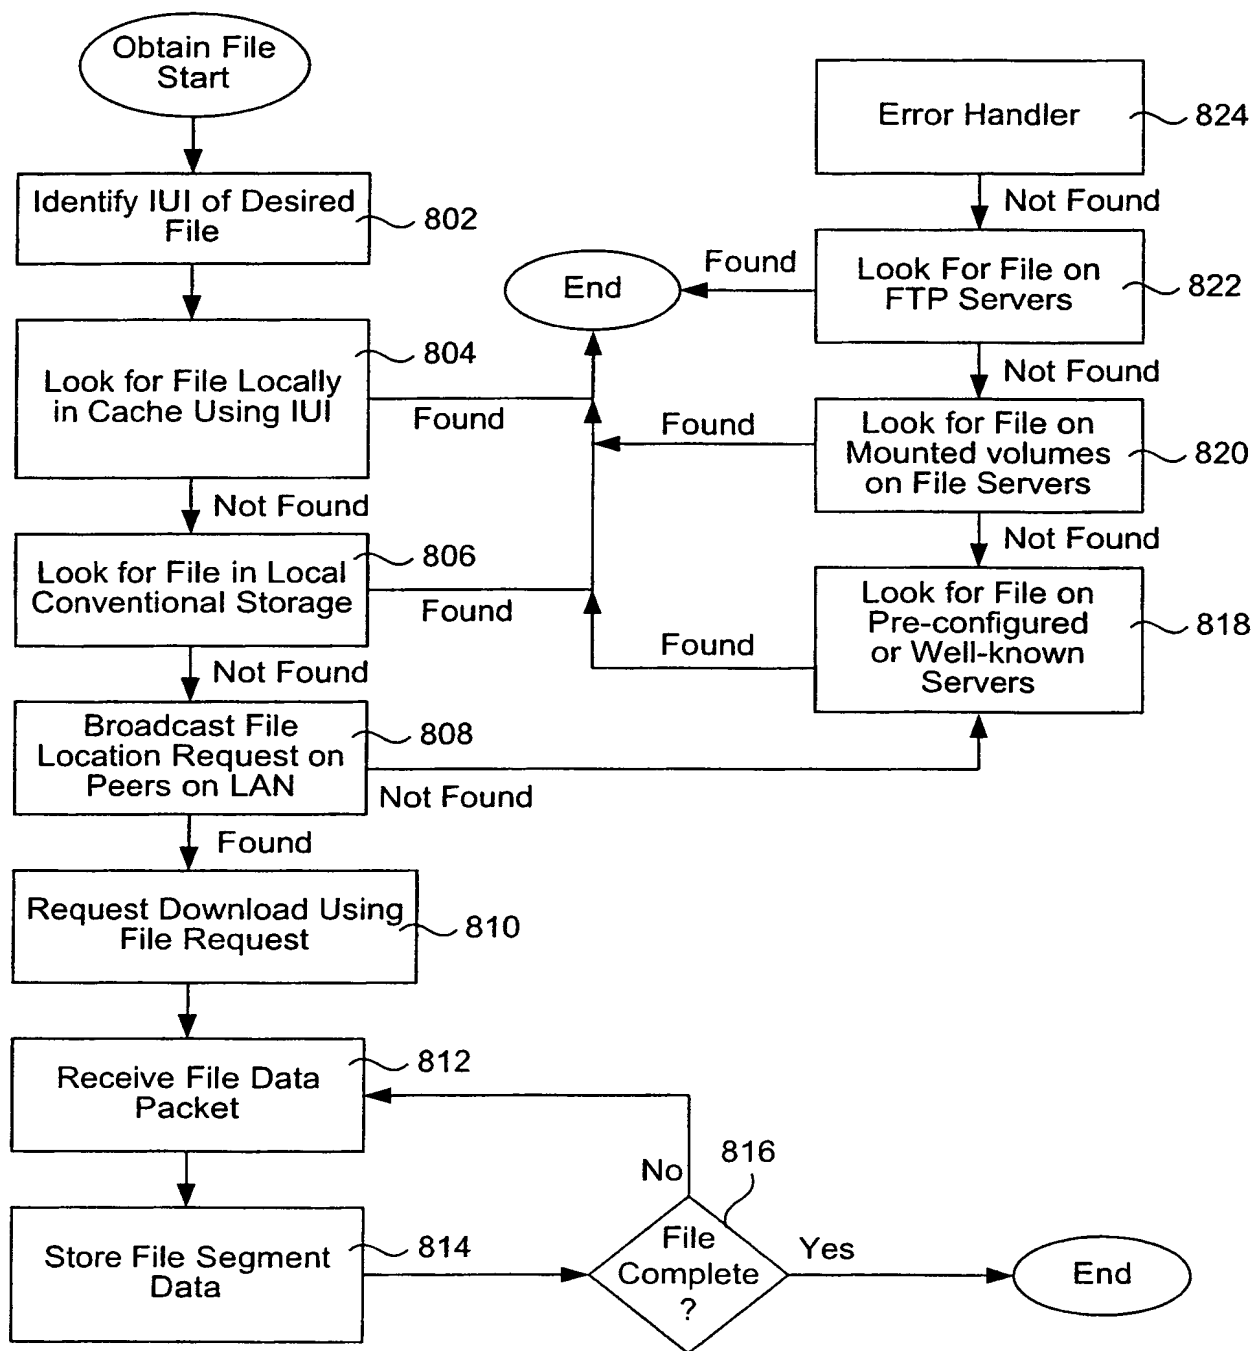 Obtain File
Start
Identify IUI of Desired
File
802
Look for File Locally
in Cache Using IUI
804
Found
Not Found
Look for File in Local
Conventional Storage
806
Found
Not Found
Broadcast File
Location Request on
Peers on LAN
808
Not Found
Found
Request Download Using
File Request
810
Receive File Data
Packet
812
Store File Segment
Data
814
File
Complete
?
816
No
Yes
End
Error Handler
824
Not Found
Look For File on
FTP Servers
822
Found
End
Not Found
Look for File on
Mounted volumes
on File Servers
820
Found
Not Found
Look for File on
Pre-configured
or Well-known
Servers
818
Found